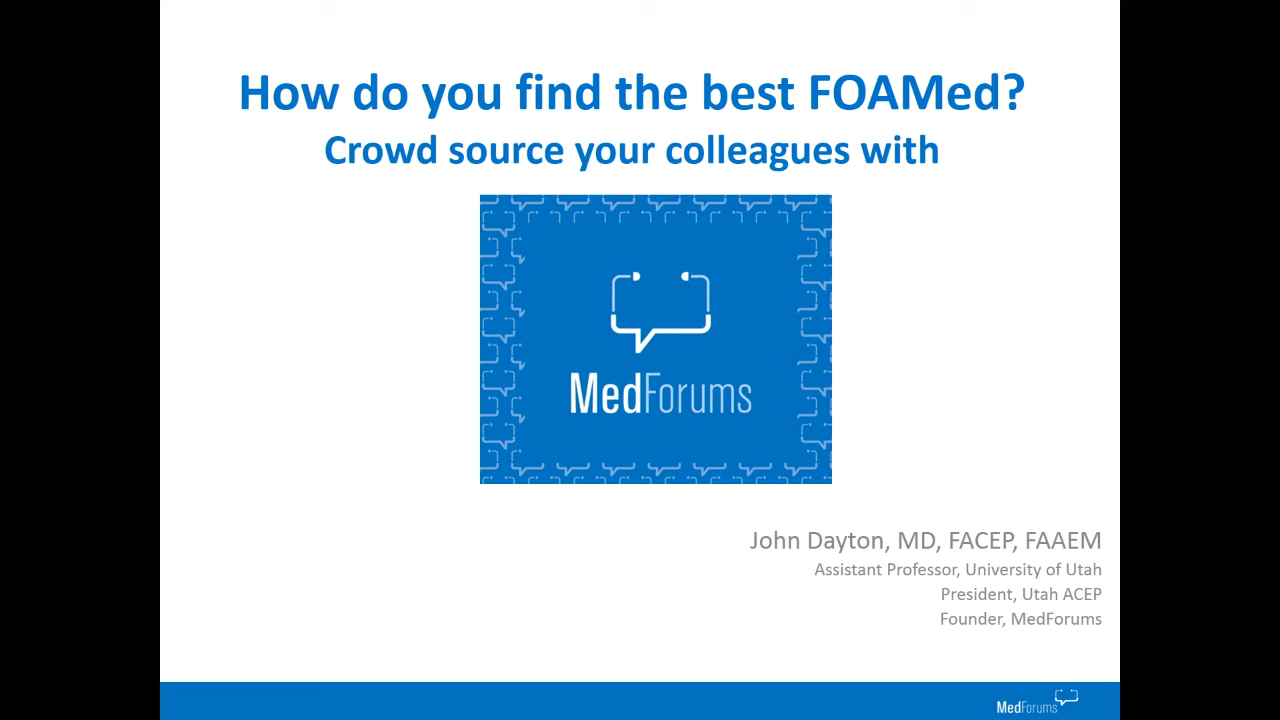 How do you find the best FOAMed?
Crowd source your colleagues with
MedForums
John Dayton, MD, FACEP, FAAEM
Assistant Professor, University of Utah
President, Utah ACEP
Founder, MedForums
MedForums